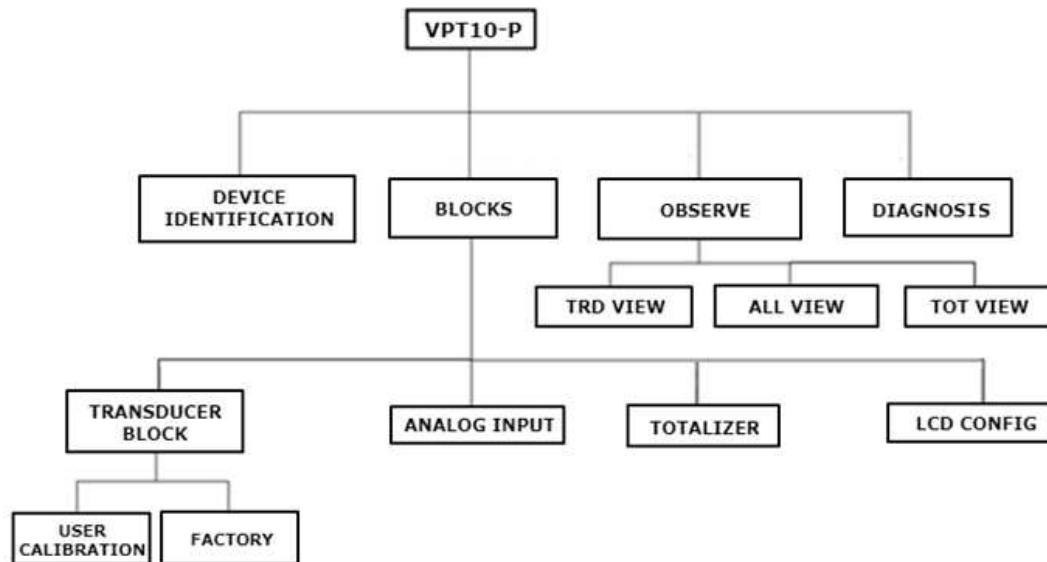 VPT10-P
DEVICE
IDENTIFICATION
BLOCKS
OBSERVE
DIAGNOSIS
TRD VIEW
ALL VIEW
TOT VIEW
TRANSDUCER
BLOCK
ANALOG INPUT
TOTALIZER
LCD CONFIG
USER
CALIBRATION
FACTORY